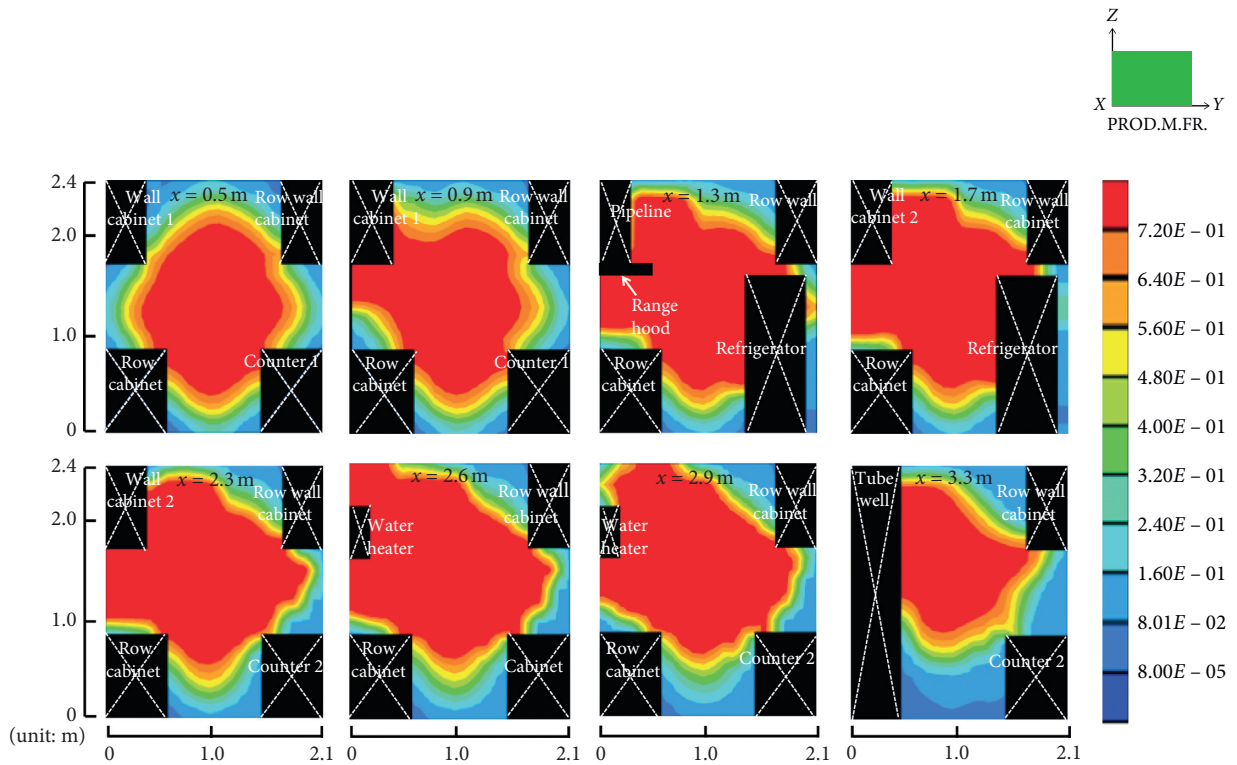 Z
X
Y
PROD.M.FR.
2.4
2.0
1.0
0
Wall
cabinet 1
x = 0.5 m
Row wall
cabinet
Row
cabinet
Counter 1
Wall
cabinet 1
x = 0.9 m
Row wall
cabinet
Row
cabinet
Counter 1
Pipeline
x = 1.3 m
Row wall
Range
hood
Row
cabinet
Refrigerator
Wall
cabinet 2
x = 1.7 m
Row wall
cabinet
Row
cabinet
Refrigerator
7.20E – 01
6.40E – 01
5.60E – 01
4.80E – 01
4.00E – 01
3.20E – 01
2.40E – 01
1.60E – 01
8.01E – 02
8.00E – 05
2.4
2.0
1.0
0
Wall
cabinet 2
x = 2.3 m
Row wall
cabinet
Row
cabinet
Counter 2
x = 2.6 m
Row wall
cabinet
Water
heater
Row
cabinet
Cabinet
x = 2.9 m
Row wall
cabinet
Water
heater
Row
cabinet
Counter 2
Tube
well
x = 3.3 m
Row wall
cabinet
Counter 2
(unit: m)
0 1.0 2.1
0 1.0 2.1
0 1.0 2.1
0 1.0 2.1